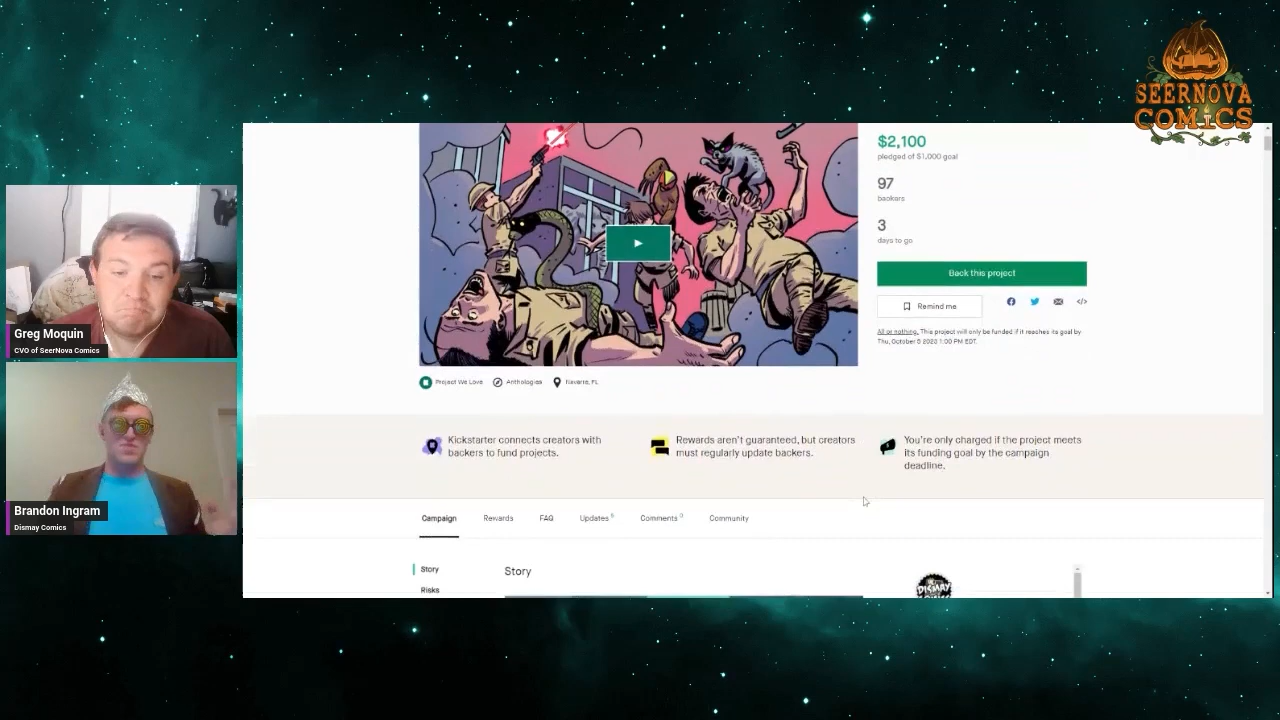 SEERNOVA
COMICS
$2,100
pledged of $1,000 goal
97
backers
3
days to go
Back this project
Remind me
All or nothing. This project will only be funded if it reaches its goal by
Thu, October 5 2023 1:00 PM EDT.
Project We Love
Anthologies
Navarre, FL
Greg Moquin
CVO of SeerNova Comics
Brandon Ingram
Dismay Comics
Kickstarter connects creators with
backers to fund projects.
Rewards aren't guaranteed, but creators
must regularly update backers.
You're only charged if the project meets
its funding goal by the campaign
deadline.
Campaign
Rewards
FAQ
Updates
Comments 0
Community
Story
Risks
Story
DISMAY